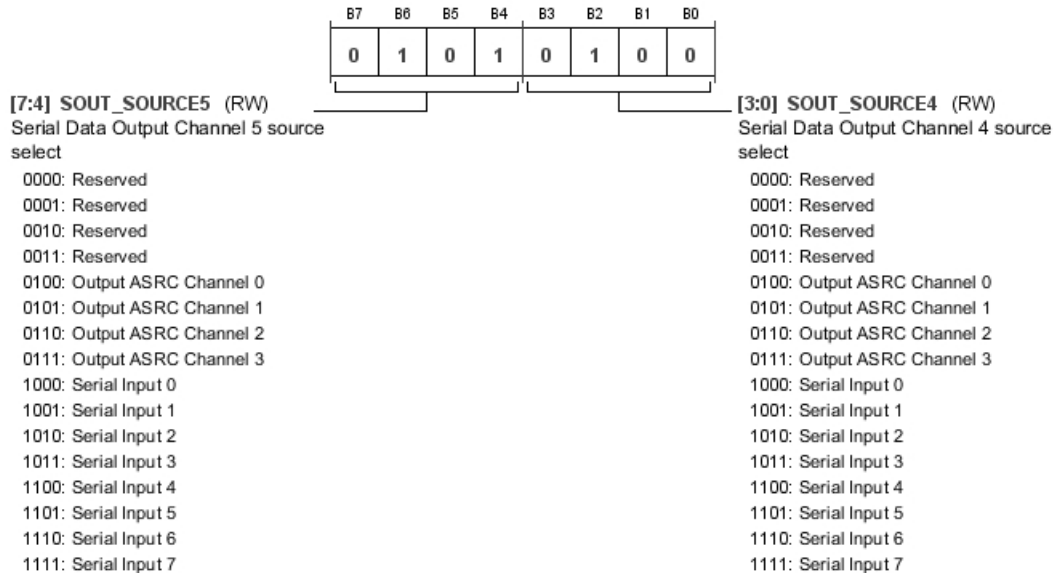 B7 B6 B5 B4 B3 B2 B1 B0
0 1 0 1 0 1 0 0
[7:4] SOUT_SOURCE5 (RW)
Serial Data Output Channel 5 source
select
0000: Reserved
0001: Reserved
0010: Reserved
0011: Reserved
0100: Output ASRC Channel 0
0101: Output ASRC Channel 1
0110: Output ASRC Channel 2
0111: Output ASRC Channel 3
1000: Serial Input 0
1001: Serial Input 1
1010: Serial Input 2
1011: Serial Input 3
1100: Serial Input 4
1101: Serial Input 5
1110: Serial Input 6
1111: Serial Input 7
[3:0] SOUT_SOURCE4 (RW)
Serial Data Output Channel 4 source
select
0000: Reserved
0001: Reserved
0010: Reserved
0011: Reserved
0100: Output ASRC Channel 0
0101: Output ASRC Channel 1
0110: Output ASRC Channel 2
0111: Output ASRC Channel 3
1000: Serial Input 0
1001: Serial Input 1
1010: Serial Input 2
1011: Serial Input 3
1100: Serial Input 4
1101: Serial Input 5
1110: Serial Input 6
1111: Serial Input 7